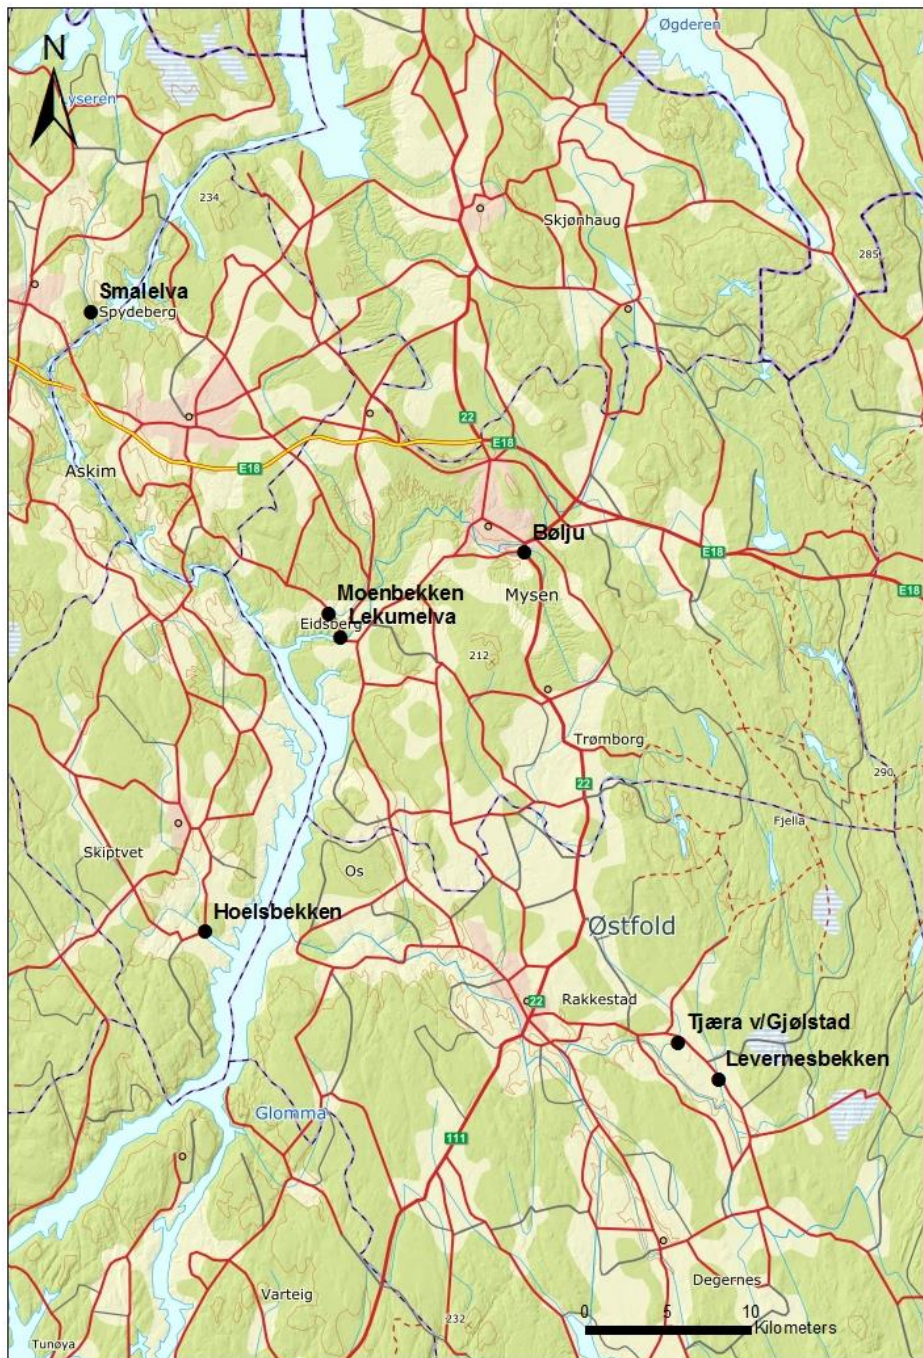 Øgderen
N
yseren
234
Skjønhaug
285
Smalelva
Spydeberg
22
E18
E18
Askim
Bølju
E18
E18
Mysen
Moenbekken
Eidsberg
Lekumelva
212
Trømborg
290
22
Fjella
Skiptvet
Os
Hoelsbekken
Østfold
22
Rakkestad
Tjæra v/Gjølstad
Levernesbekken
Glomma
111
Degernes
Varteig
0 10
Kilometers
232
Tunøya